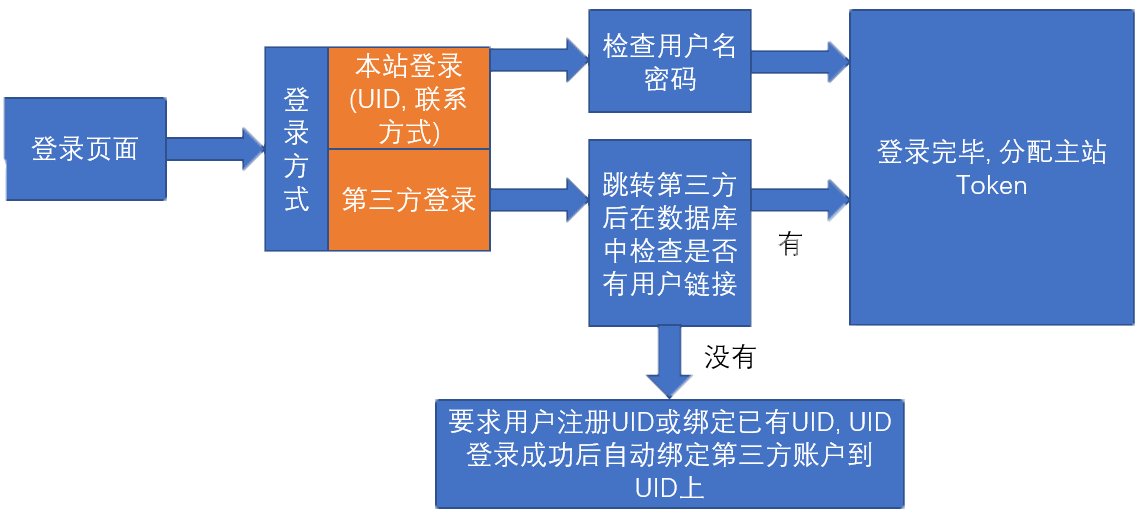 登录页面
登
录
方
式
本站登录
(UID, 联系
方式)
第三方登录
检查用户名
密码
跳转第三方
后在数据库
中检查是否
有用户链接
有
没有
登录完毕, 分配主站
Token
要求用户注册UID或绑定已有UID, UID
登录成功后自动绑定第三方账户到
UID上